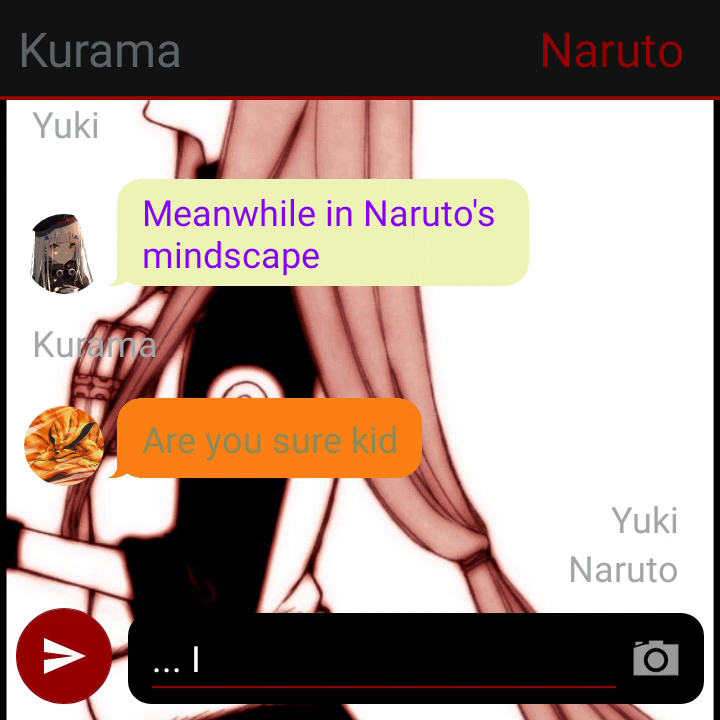 Kurama
Naruto
Yuki
Meanwhile in Naruto's
mindscape
Kurama
Are you sure kid
Yuki
Naruto
... I